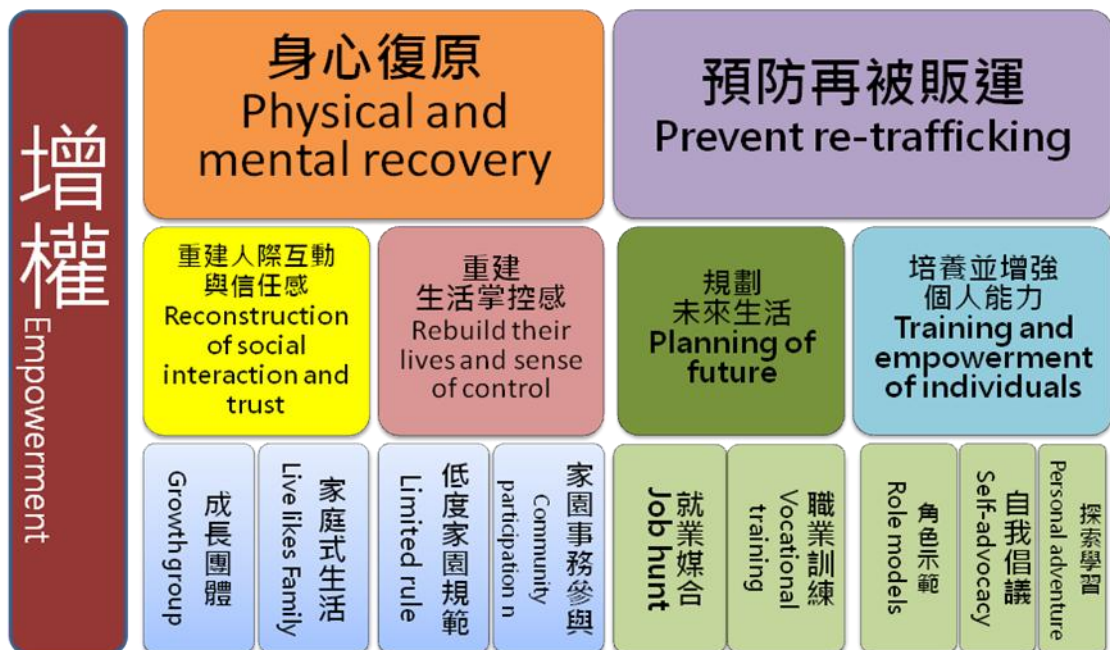 增權
Empowerment
身心復原
Physical and
mental recovery
預防再被販運
Prevent re-trafficking
重建人際互動
與信任感
Reconstruction
of social
interaction and
trust
重建
生活掌控感
Rebuild their
lives and sense
of control
規劃
未來生活
Planning of
future
培養並增強
個人能力
Training and
empowerment
of individuals
成長團體
Growth group
家庭式生活
Live likes Family
低度家園規範
Limited rule
家園事務參與
Community
participation n
就業媒合
Job hunt
職業訓練
Vocational
training
角色示範
Role models
自我倡議
Self-advocacy
探索學習
Personal adventure